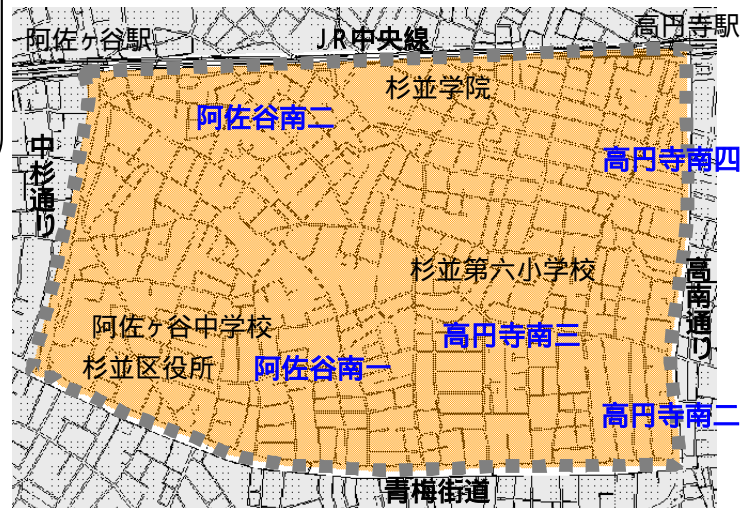 阿佐ヶ谷駅
JR中央線
高円寺駅
杉並学院
阿佐谷南二
中杉通り
高円寺南四
杉並第六小学校
高南通り
阿佐ヶ谷中学校
高円寺南三
杉並区役所
阿佐谷南一
高円寺南二
青梅街道